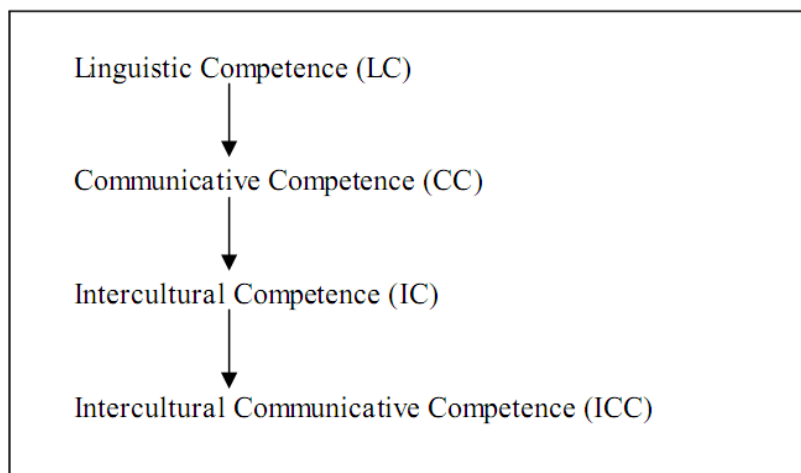 Linguistic Competence (LC)
Communicative Competence (CC)
Intercultural Competence (IC)
Intercultural Communicative Competence (ICC)